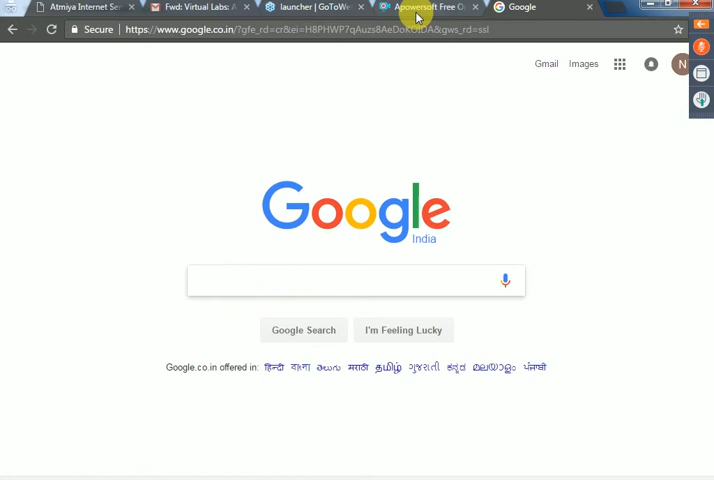 Atmiya Internet Ser Fwd: Virtual Labs: A launcher | GoToWe Apowersoft Free O Google
Secure https://www.google.co.in/?gfe_rd=cr&ei=H8PHWP7qAuzs8AeDoKOIDA&gws_rd=ssl
Gmail Images N
Google
India
Google Search I'm Feeling Lucky
Google.co.in offered in: हिन्दी বাংলা తెలుగు मराठी தமிழ் ગુજરાતી ಕನ್ನಡ മലയാളം ਪੰਜਾਬੀ